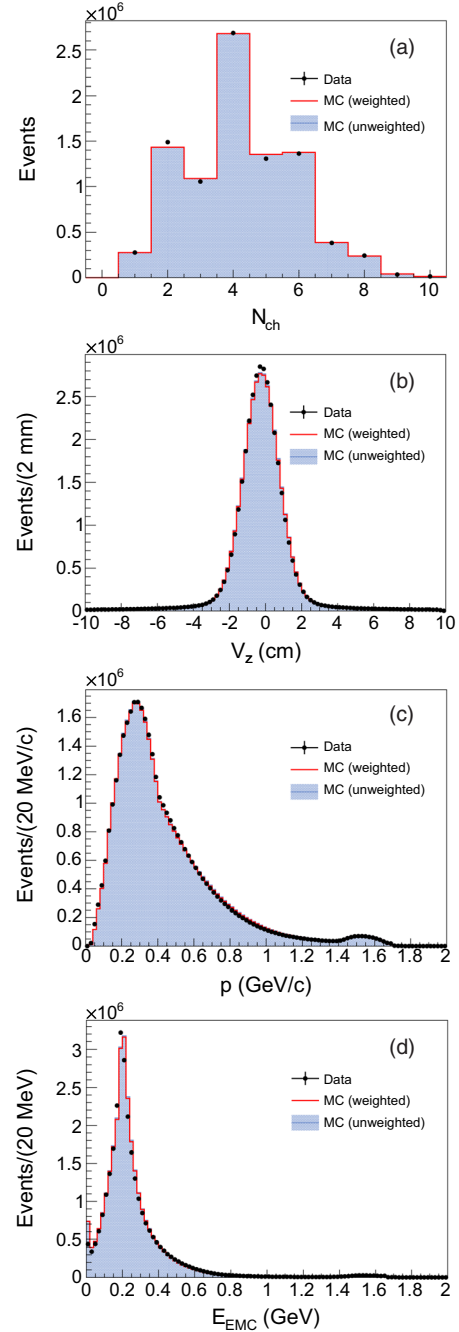 ×10⁶
(a)
2.5
2
1.5
1
0.5
0
Events
Data
MC (weighted)
MC (unweighted)
0 2 4 6 8 10
N_ch
×10⁶
(b)
2.5
2
1.5
1
0.5
0
Events/(2 mm)
Data
MC (weighted)
MC (unweighted)
-10 -8 -6 -4 -2 0 2 4 6 8 10
V_z (cm)
×10⁶
(c)
1.6
1.4
1.2
1
0.8
0.6
0.4
0.2
0
Events/(20 MeV/c)
Data
MC (weighted)
MC (unweighted)
0 0.2 0.4 0.6 0.8 1 1.2 1.4 1.6 1.8 2
p (GeV/c)
×10⁶
(d)
3
2.5
2
1.5
1
0.5
0
Events/(20 MeV)
Data
MC (weighted)
MC (unweighted)
0 0.2 0.4 0.6 0.8 1 1.2 1.4 1.6 1.8 2
E_EMC (GeV)